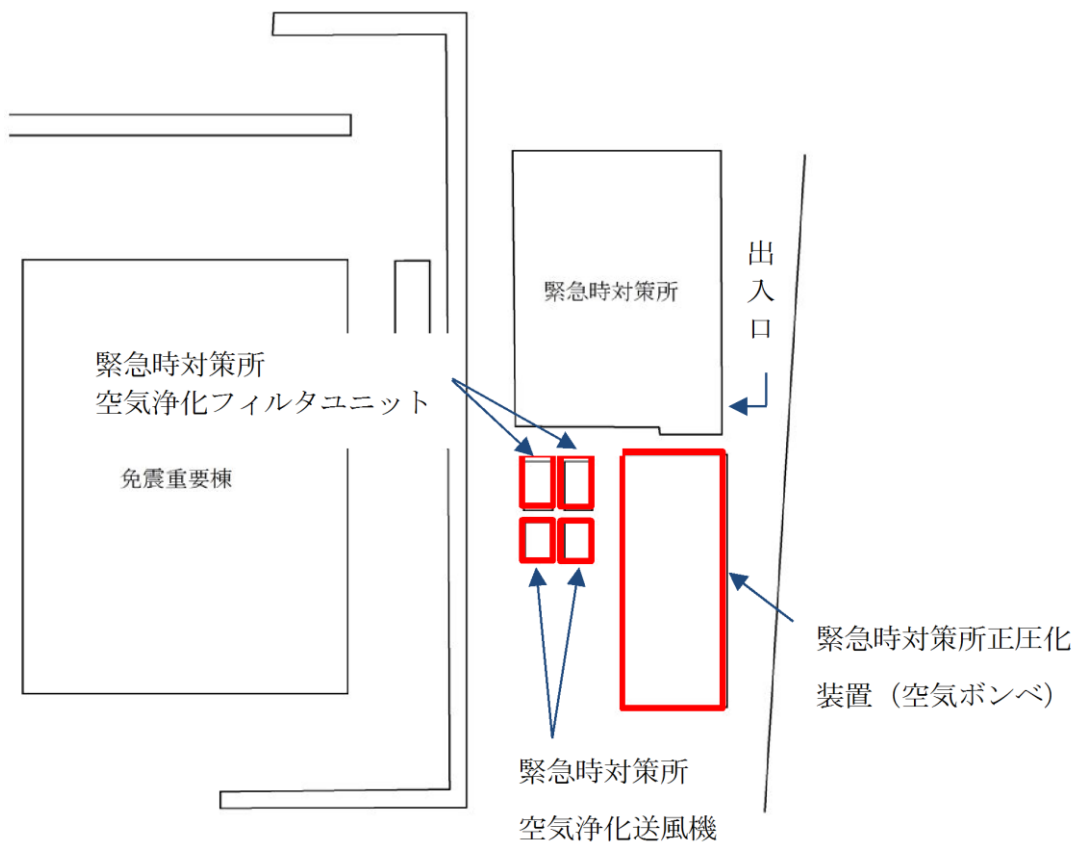 緊急時対策所
出入口
緊急時対策所
空気浄化フィルタユニット
免震重要棟
緊急時対策所正圧化
装置（空気ボンベ）
緊急時対策所
空気浄化送風機